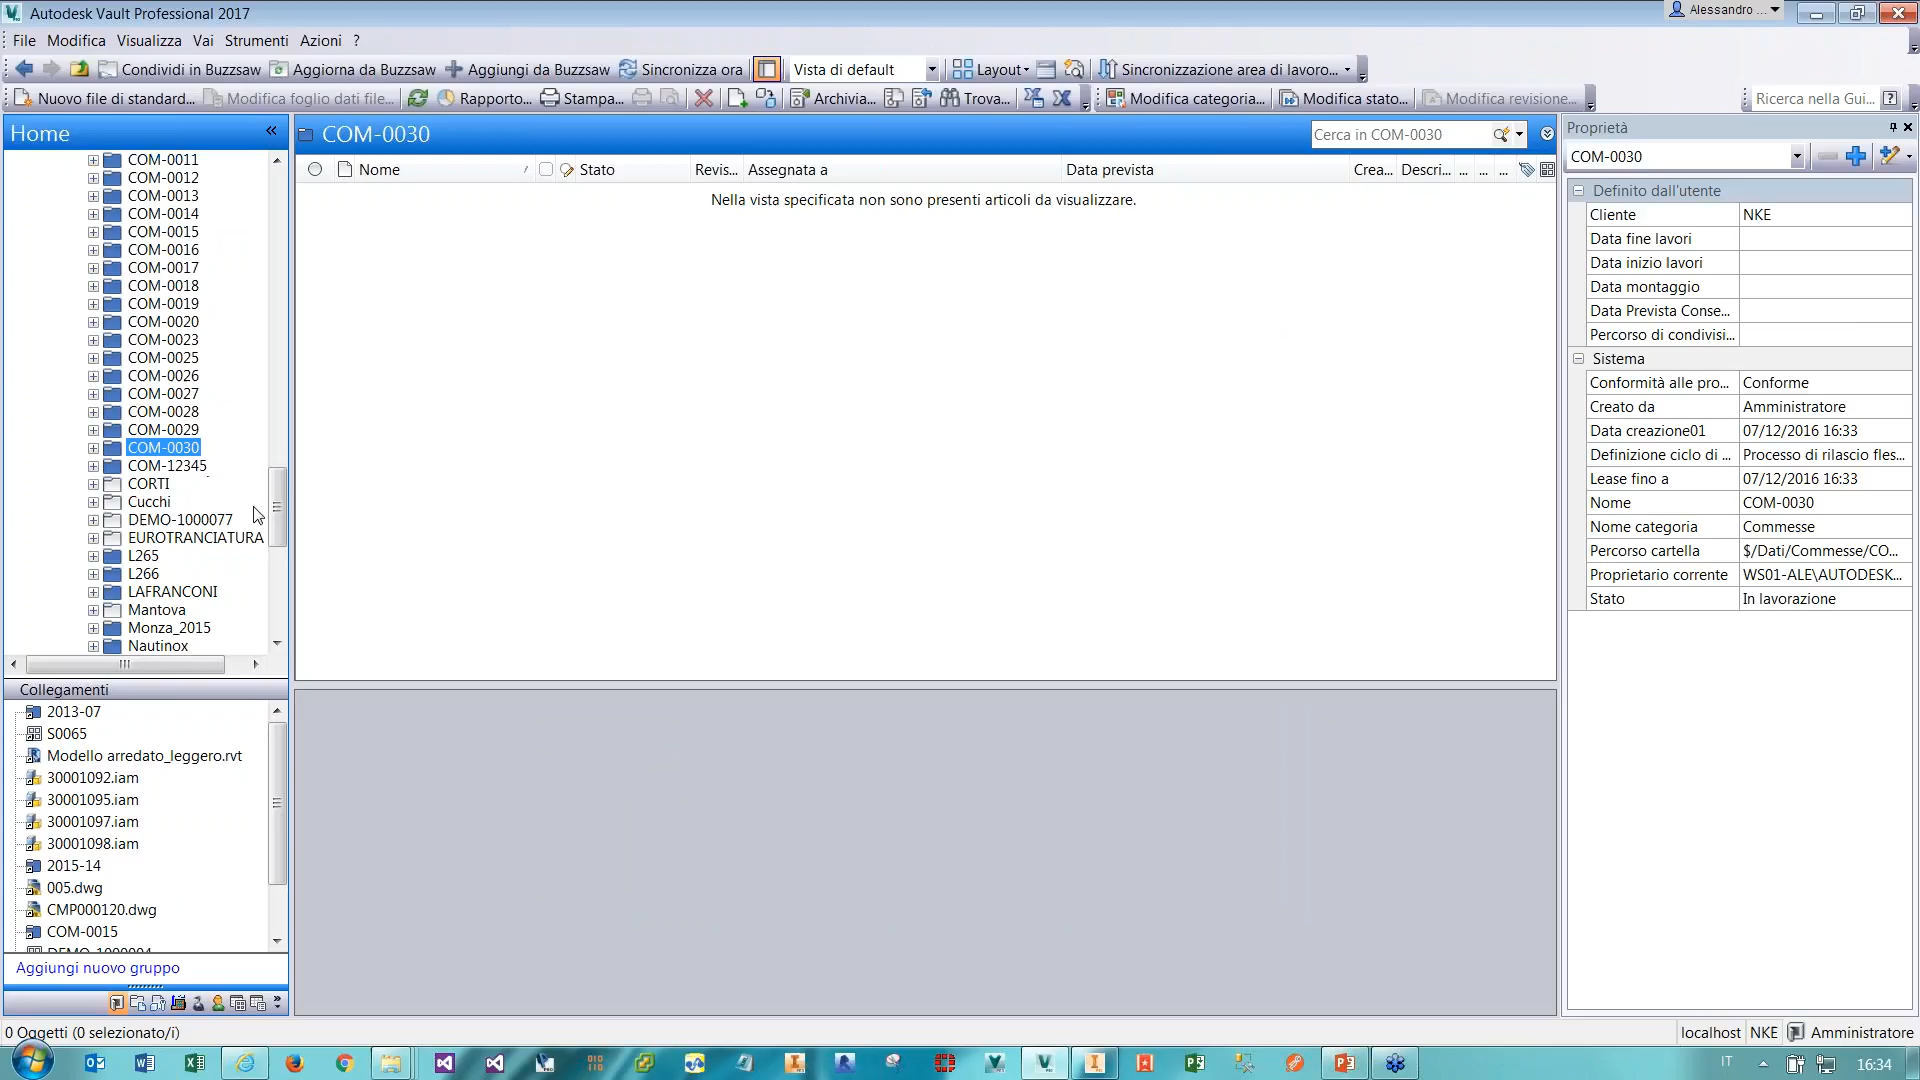 Autodesk Vault Professional 2017
Alessandro ...
File Modifica Visualizza Vai Strumenti Azioni ?
Condividi in Buzzsaw Aggiorna da Buzzsaw Aggiungi da Buzzsaw Sincronizza ora Vista di default Layout Sincronizzazione area di lavoro...
Nuovo file di standard... Modifica foglio dati file... Rapporto... Stampa... Archivia... Trova... Modifica categoria... Modifica stato... Modifica revisione... Ricerca nella Gui...
Home
COM-0011
COM-0012
COM-0013
COM-0014
COM-0015
COM-0016
COM-0017
COM-0018
COM-0019
COM-0020
COM-0023
COM-0025
COM-0026
COM-0027
COM-0028
COM-0029
COM-0030
COM-12345
CORTI
Cucchi
DEMO-1000077
EUROTRANCIATURA
L265
L266
LAFRANCONI
Mantova
Monza_2015
Nautinox
Collegamenti
2013-07
S0065
Modello arredato_leggero.rvt
30001092.iam
30001095.iam
30001097.iam
30001098.iam
2015-14
005.dwg
CMP000120.dwg
COM-0015
DEMO-1000004
Aggiungi nuovo gruppo
COM-0030
Cerca in COM-0030
Nome Stato Revis... Assegnata a Data prevista Crea... Descri... ... ... ...
Nella vista specificata non sono presenti articoli da visualizzare.
Proprietà
COM-0030
Definito dall'utente
Cliente NKE
Data fine lavori
Data inizio lavori
Data montaggio
Data Prevista Conse...
Percorso di condivisi...
Sistema
Conformità alle pro... Conforme
Creato da Amministratore
Data creazione01 07/12/2016 16:33
Definizione ciclo di ... Processo di rilascio fles...
Lease fino a 07/12/2016 16:33
Nome COM-0030
Nome categoria Commesse
Percorso cartella $/Dati/Commesse/CO...
Proprietario corrente WS01-ALE\AUTODESK...
Stato In lavorazione
0 Oggetti (0 selezionato/i)
localhost NKE Amministratore
IT 16:34